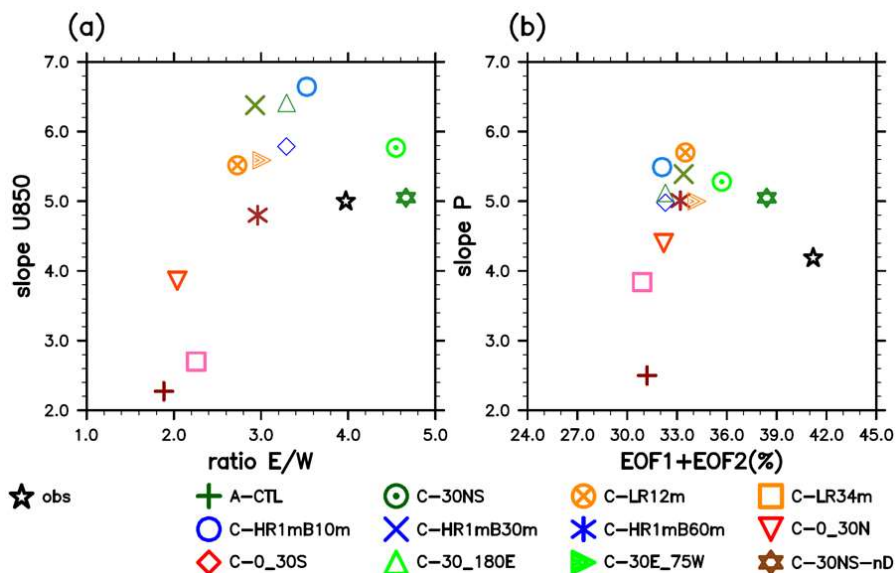 (a) (b)
7.0 7.0
6.0 6.0
5.0 5.0
4.0 4.0
3.0 3.0
2.0 2.0
slope U850
slope P
1.0 2.0 3.0 4.0 5.0 24.0 27.0 30.0 33.0 36.0 39.0 42.0 45.0
ratio E/W EOF1+EOF2(%)
obs A-CTL C-30NS C-LR12m C-LR34m
C-HR1mB10m C-HR1mB30m C-HR1mB60m C-0_30N
C-0_30S C-30_180E C-30E_75W C-30NS-nD